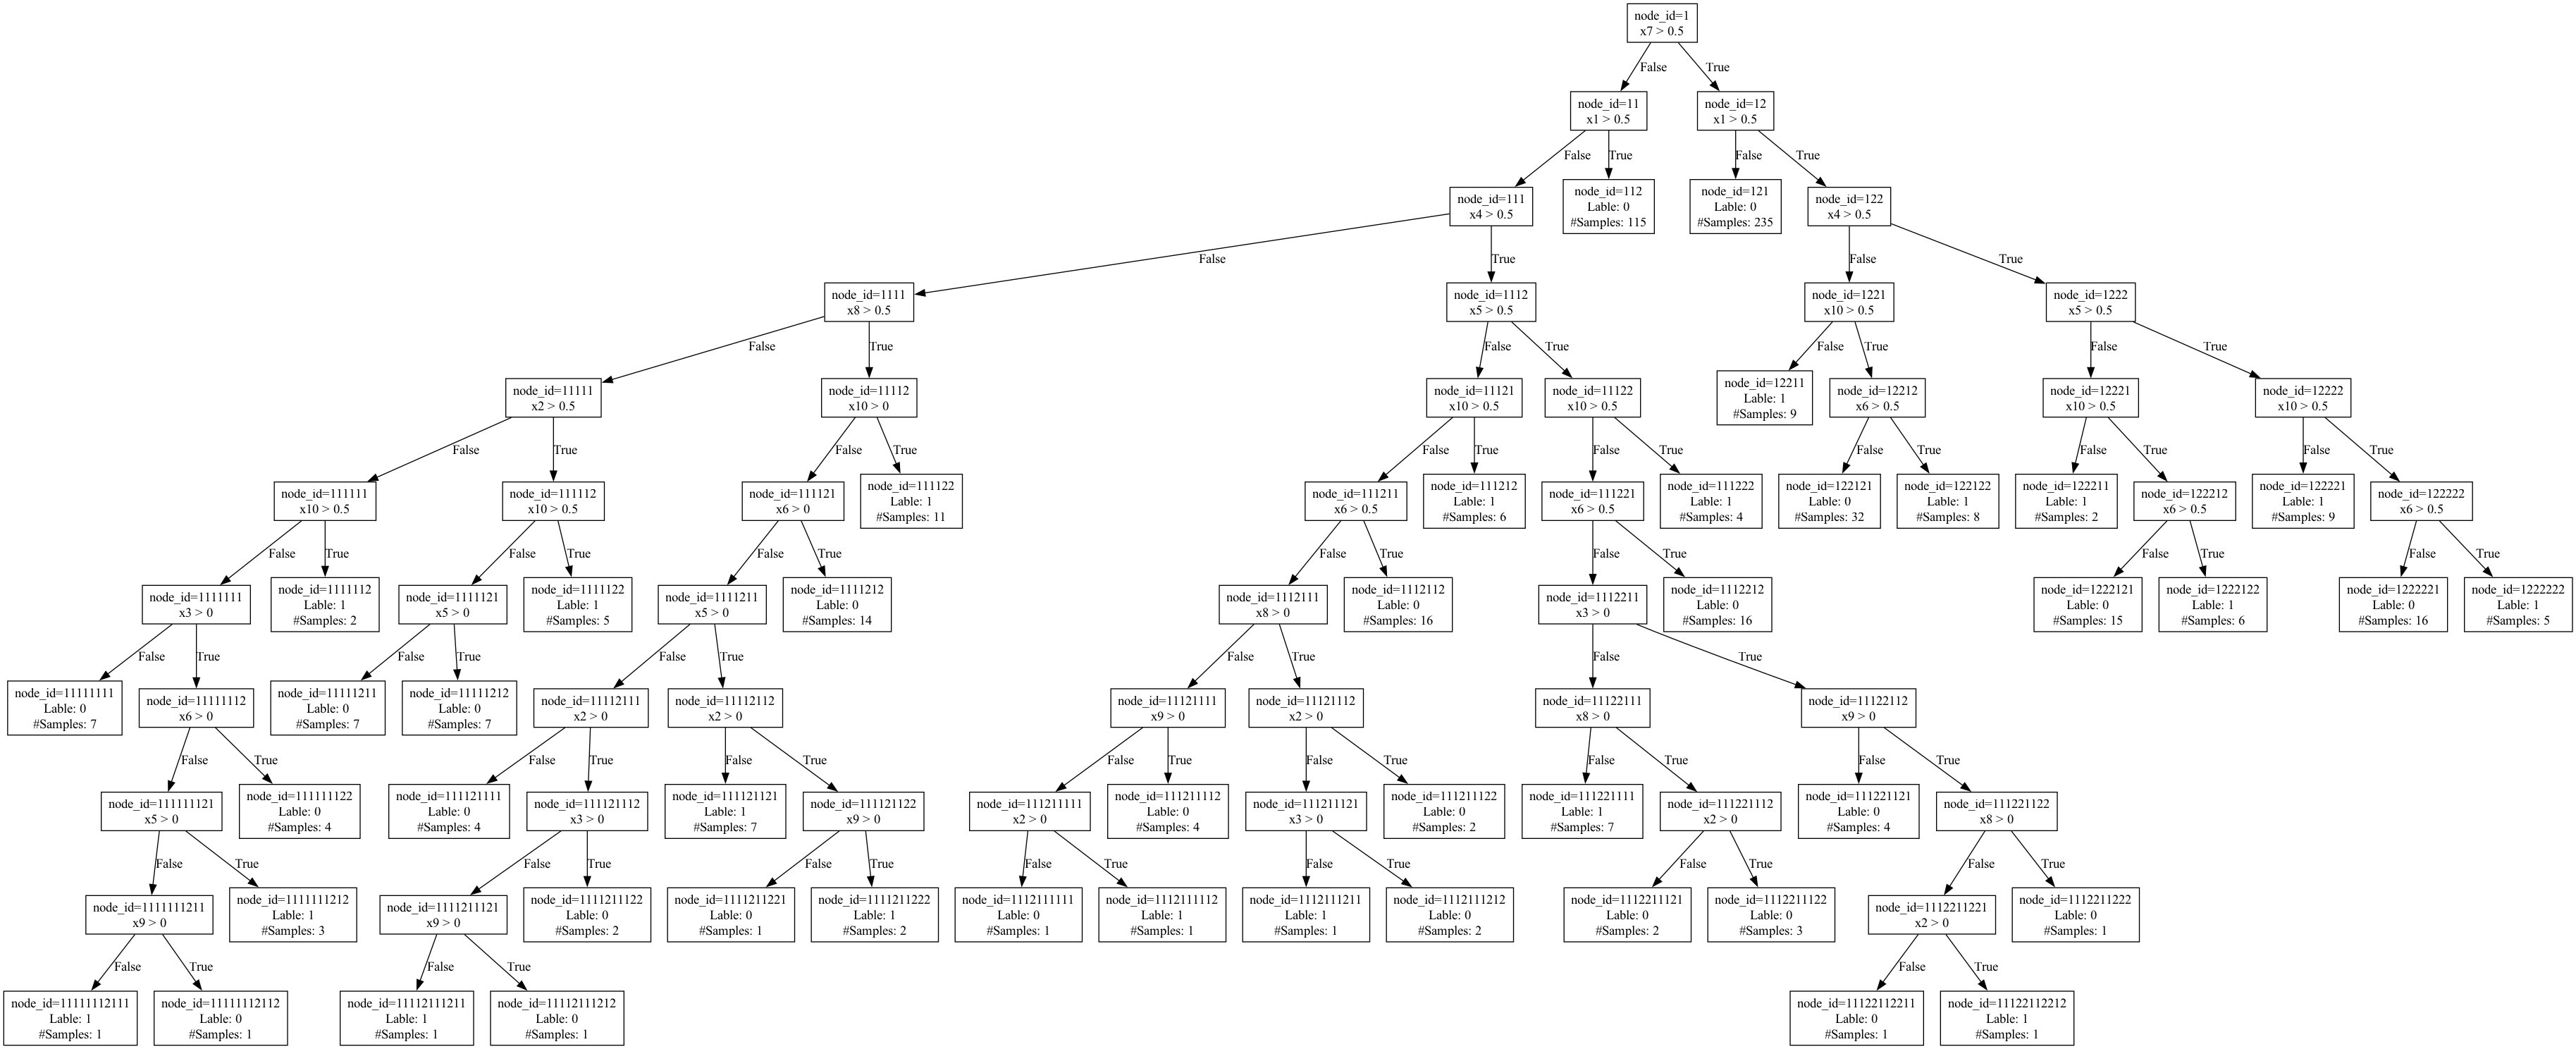 node_id=1
x7 > 0.5
False
True
node_id=11
x1 > 0.5
node_id=12
x1 > 0.5
False
True
False
True
node_id=111
x4 > 0.5
node_id=112
Lable: 0
#Samples: 115
node_id=121
Lable: 0
#Samples: 235
node_id=122
x4 > 0.5
False
True
False
True
node_id=1111
x8 > 0.5
node_id=1112
x5 > 0.5
node_id=1221
x10 > 0.5
node_id=1222
x5 > 0.5
False
True
False
True
False
True
False
True
node_id=11111
x2 > 0.5
node_id=11112
x10 > 0
node_id=11121
x10 > 0.5
node_id=11122
x10 > 0.5
node_id=12211
Lable: 1
#Samples: 9
node_id=12212
x6 > 0.5
node_id=12221
x10 > 0.5
node_id=12222
x10 > 0.5
False
True
False
True
False
True
False
True
False
True
False
True
False
True
node_id=111111
x10 > 0.5
node_id=111112
x10 > 0.5
node_id=111121
x6 > 0
node_id=111122
Lable: 1
#Samples: 11
node_id=111211
x6 > 0.5
node_id=111212
Lable: 1
#Samples: 6
node_id=111221
x6 > 0.5
node_id=111222
Lable: 1
#Samples: 4
node_id=122121
Lable: 0
#Samples: 32
node_id=122122
Lable: 1
#Samples: 8
node_id=122211
Lable: 1
#Samples: 2
node_id=122212
x6 > 0.5
node_id=122221
Lable: 1
#Samples: 9
node_id=122222
x6 > 0.5
False
True
False
True
False
True
False
True
False
True
False
True
False
True
node_id=1111111
x3 > 0
node_id=1111112
Lable: 1
#Samples: 2
node_id=1111121
x5 > 0
node_id=1111122
Lable: 1
#Samples: 5
node_id=1111211
x5 > 0
node_id=1111212
Lable: 0
#Samples: 14
node_id=1112111
x8 > 0
node_id=1112112
Lable: 0
#Samples: 16
node_id=1112211
x3 > 0
node_id=1112212
Lable: 0
#Samples: 16
node_id=1222121
Lable: 0
#Samples: 15
node_id=1222122
Lable: 1
#Samples: 6
node_id=1222221
Lable: 0
#Samples: 16
node_id=1222222
Lable: 1
#Samples: 5
False
True
False
True
False
True
False
True
False
True
node_id=11111111
Lable: 0
#Samples: 7
node_id=11111112
x6 > 0
node_id=11111211
Lable: 0
#Samples: 7
node_id=11111212
Lable: 0
#Samples: 7
node_id=11112111
x2 > 0
node_id=11112112
x2 > 0
node_id=11121111
x9 > 0
node_id=11121112
x2 > 0
node_id=11122111
x8 > 0
node_id=11122112
x9 > 0
False
True
False
True
False
True
False
True
False
True
False
True
False
True
node_id=111111121
x5 > 0
node_id=111111122
Lable: 0
#Samples: 4
node_id=111121111
Lable: 0
#Samples: 4
node_id=111121112
x3 > 0
node_id=111121121
Lable: 1
#Samples: 7
node_id=111121122
x9 > 0
node_id=111211111
x2 > 0
node_id=111211112
Lable: 0
#Samples: 4
node_id=111211121
x3 > 0
node_id=111211122
Lable: 0
#Samples: 2
node_id=111221111
Lable: 1
#Samples: 7
node_id=111221112
x2 > 0
node_id=111221121
Lable: 0
#Samples: 4
node_id=111221122
x8 > 0
False
True
False
True
False
True
False
True
False
True
False
True
False
True
node_id=1111111211
x9 > 0
node_id=1111111212
Lable: 1
#Samples: 3
node_id=1111211121
x9 > 0
node_id=1111211122
Lable: 0
#Samples: 2
node_id=1111211221
Lable: 0
#Samples: 1
node_id=1111211222
Lable: 1
#Samples: 2
node_id=1112111111
Lable: 0
#Samples: 1
node_id=1112111112
Lable: 1
#Samples: 1
node_id=1112111211
Lable: 1
#Samples: 1
node_id=1112111212
Lable: 0
#Samples: 2
node_id=1112211121
Lable: 0
#Samples: 2
node_id=1112211122
Lable: 0
#Samples: 3
node_id=1112211221
x2 > 0
node_id=1112211222
Lable: 0
#Samples: 1
False
True
False
True
False
True
node_id=11111112111
Lable: 1
#Samples: 1
node_id=11111112112
Lable: 0
#Samples: 1
node_id=11112111211
Lable: 1
#Samples: 1
node_id=11112111212
Lable: 0
#Samples: 1
node_id=11122112211
Lable: 0
#Samples: 1
node_id=11122112212
Lable: 1
#Samples: 1